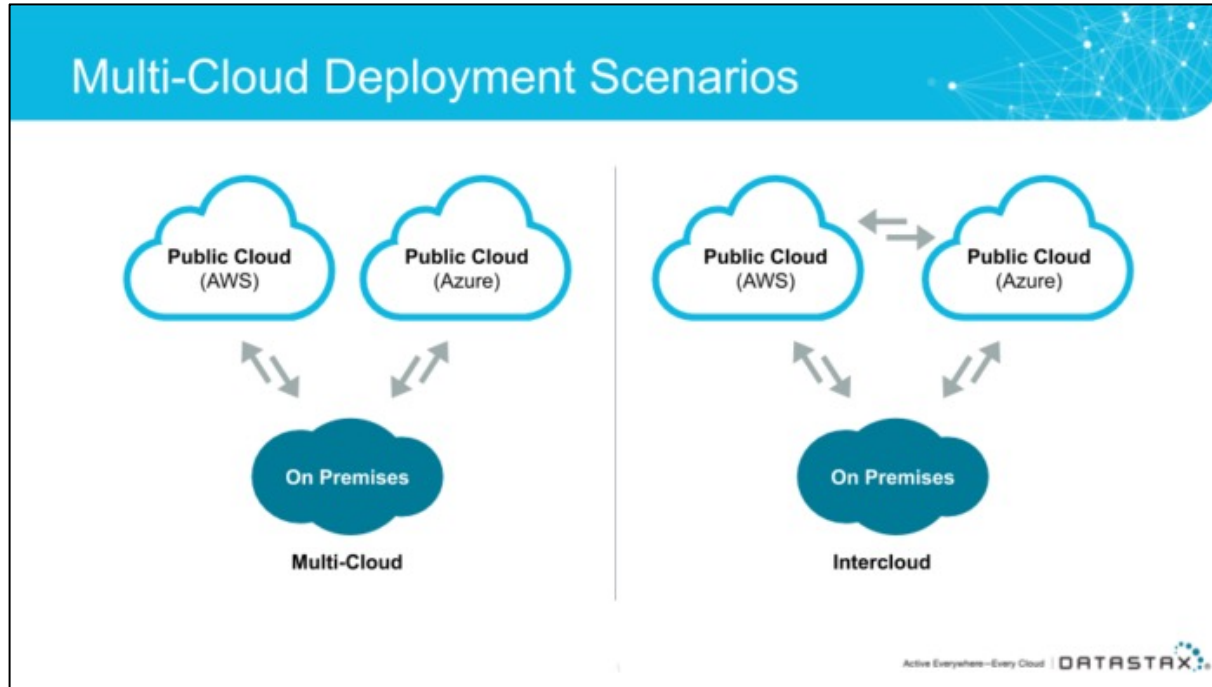 Multi-Cloud Deployment Scenarios
Public Cloud
(AWS)
Public Cloud
(Azure)
On Premises
Multi-Cloud
Public Cloud
(AWS)
Public Cloud
(Azure)
On Premises
Intercloud
Active Everywhere—Every Cloud | DATASTAX®